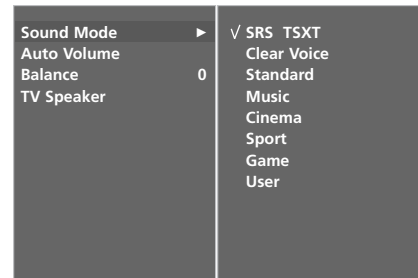 Sound Mode ►
Auto Volume
Balance 0
TV Speaker
√ SRS TSXT
Clear Voice
Standard
Music
Cinema
Sport
Game
User